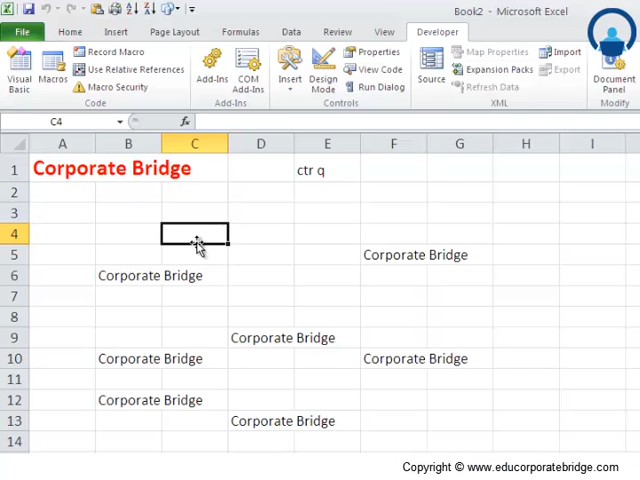 Book2 - Microsoft Excel
File Home Insert Page Layout Formulas Data Review View Developer
Visual Basic
Macros
Record Macro
Use Relative References
Macro Security
Code
Add-Ins
COM Add-Ins
Add-Ins
Insert
Design Mode
Properties
View Code
Run Dialog
Controls
Source
Map Properties
Expansion Packs
Refresh Data
Import
Export
XML
Document Panel
Modify
C4 fx
A B C D E F G H I
1 Corporate Bridge ctr q
2
3
4
5 Corporate Bridge
6 Corporate Bridge
7
8
9 Corporate Bridge
10 Corporate Bridge Corporate Bridge
11
12 Corporate Bridge
13 Corporate Bridge
14
Copyright © www.educorporatebridge.com/